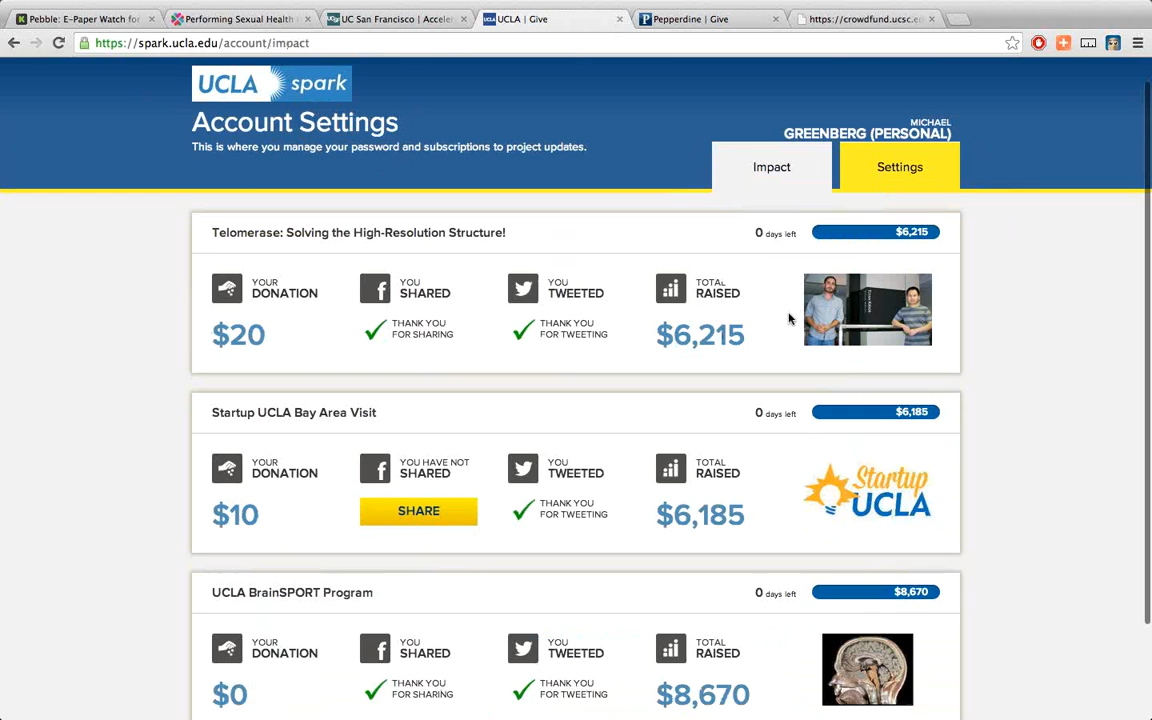 Pebble: E-Paper Watch for
Performing Sexual Health
UC San Francisco | Acceler
UCLA | Give
Pepperdine | Give
https://crowdfund.ucsc.e
https://spark.ucla.edu/account/impact
UCLA spark
Account Settings
This is where you manage your password and subscriptions to project updates.
MICHAEL
GREENBERG (PERSONAL)
Impact
Settings
Telomerase: Solving the High-Resolution Structure!
0 days left
$6,215
YOUR
DONATION
$20
YOU
SHARED
THANK YOU
FOR SHARING
YOU
TWEETED
THANK YOU
FOR TWEETING
TOTAL
RAISED
$6,215
Startup UCLA Bay Area Visit
0 days left
$6,185
YOUR
DONATION
$10
YOU HAVE NOT
SHARED
SHARE
YOU
TWEETED
THANK YOU
FOR TWEETING
TOTAL
RAISED
$6,185
Startup
UCLA
UCLA BrainSPORT Program
0 days left
$8,670
YOUR
DONATION
$0
YOU
SHARED
THANK YOU
FOR SHARING
YOU
TWEETED
THANK YOU
FOR TWEETING
TOTAL
RAISED
$8,670